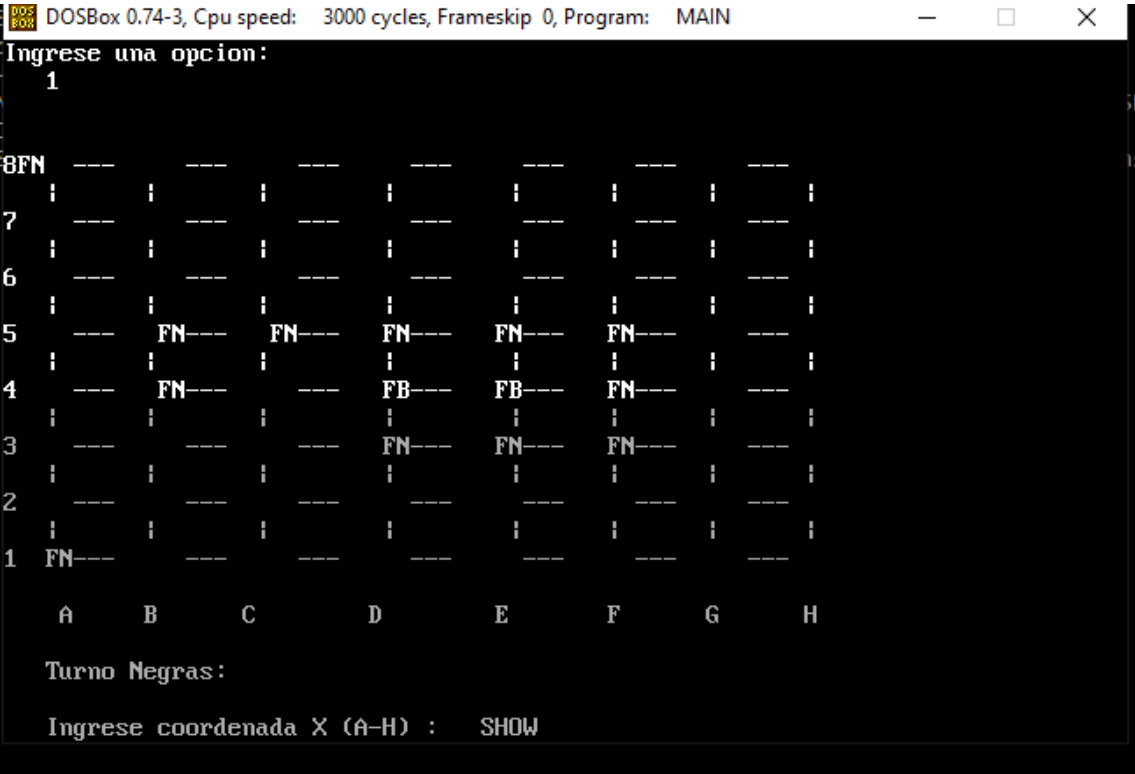 DOSBox 0.74-3, Cpu speed: 3000 cycles, Frameskip 0, Program: MAIN
Ingrese una opcion:
1
8FN --- --- --- --- --- --- ---
¦ ¦ ¦ ¦ ¦ ¦ ¦ ¦
7 --- --- --- --- --- --- ---
¦ ¦ ¦ ¦ ¦ ¦ ¦ ¦
6 --- --- --- --- --- --- ---
¦ ¦ ¦ ¦ ¦ ¦ ¦ ¦
5 --- FN--- FN--- FN--- FN--- FN--- ---
¦ ¦ ¦ ¦ ¦ ¦ ¦ ¦
4 --- FN--- --- FB--- FB--- FN--- ---
¦ ¦ ¦ ¦ ¦ ¦ ¦ ¦
3 --- --- --- FN--- FN--- FN--- ---
¦ ¦ ¦ ¦ ¦ ¦ ¦ ¦
2 --- --- --- --- --- --- ---
¦ ¦ ¦ ¦ ¦ ¦ ¦ ¦
1 FN--- --- --- --- --- --- ---
A B C D E F G H
Turno Negras:
Ingrese coordenada X (A-H) : SHOW